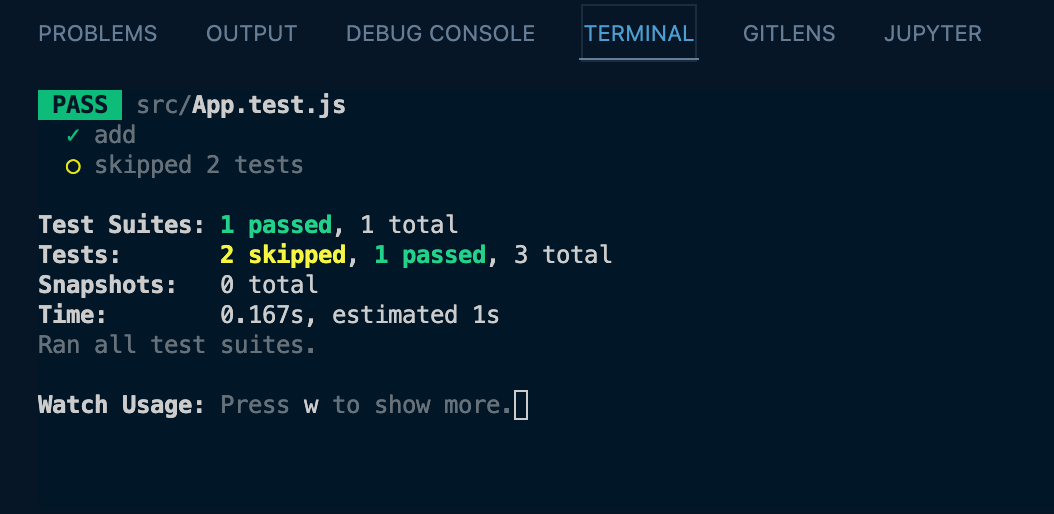 PROBLEMS OUTPUT DEBUG CONSOLE TERMINAL GITLENS JUPYTER
PASS src/App.test.js
✓ add
○ skipped 2 tests
Test Suites: 1 passed, 1 total
Tests: 2 skipped, 1 passed, 3 total
Snapshots: 0 total
Time: 0.167s, estimated 1s
Ran all test suites.
Watch Usage: Press w to show more.